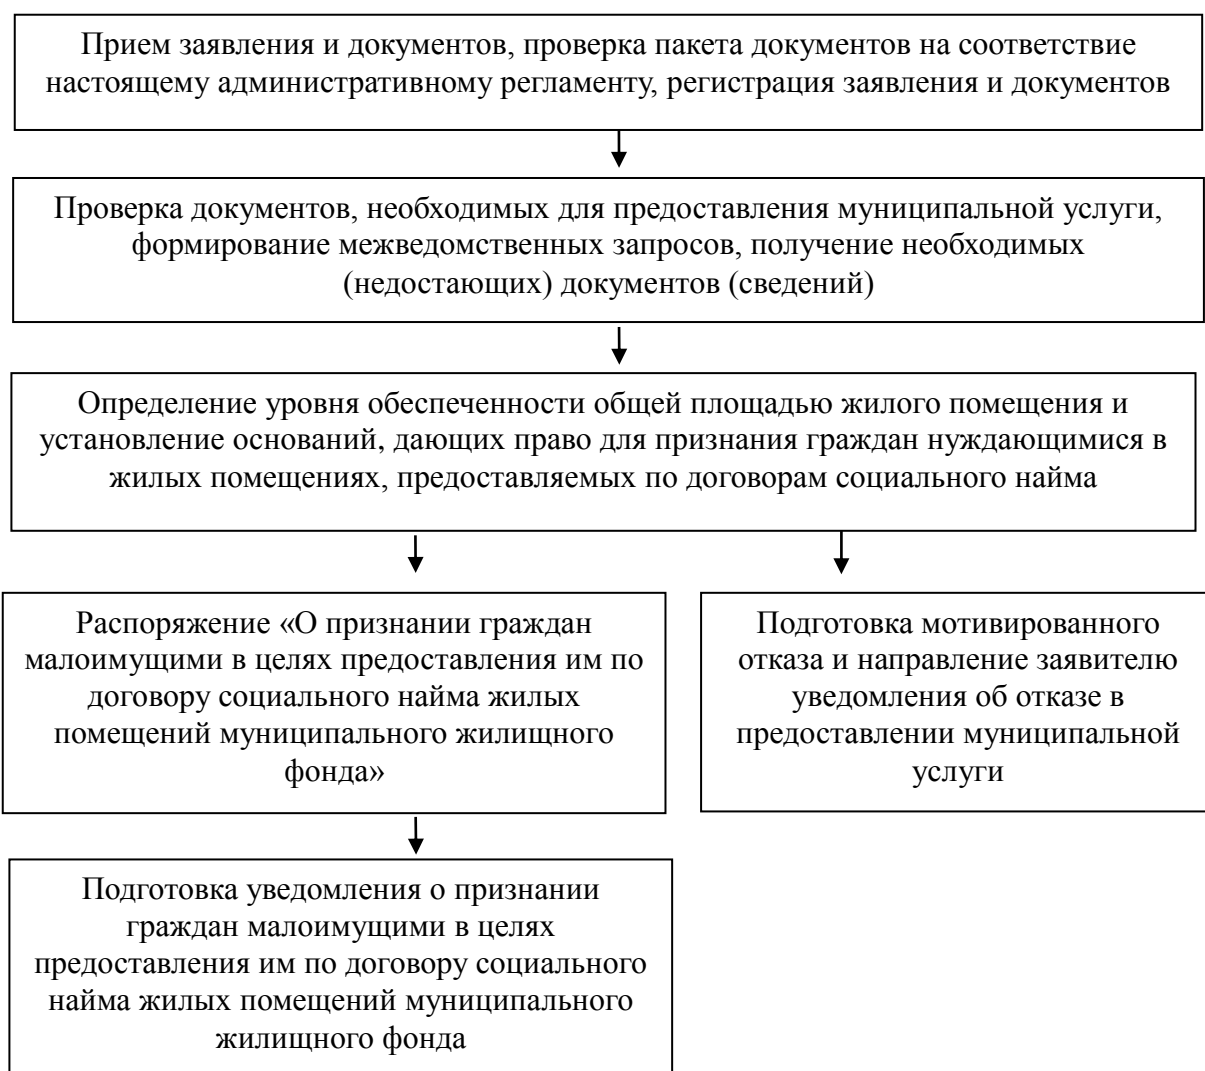 Прием заявления и документов, проверка пакета документов на соответствие
настоящему административному регламенту, регистрация заявления и документов
Проверка документов, необходимых для предоставления муниципальной услуги,
формирование межведомственных запросов, получение необходимых
(недостающих) документов (сведений)
Определение уровня обеспеченности общей площадью жилого помещения и
установление оснований, дающих право для признания граждан нуждающимися в
жилых помещениях, предоставляемых по договорам социального найма
Распоряжение «О признании граждан
малоимущими в целях предоставления им по
договору социального найма жилых
помещений муниципального жилищного
фонда»
Подготовка мотивированного
отказа и направление заявителю
уведомления об отказе в
предоставлении муниципальной
услуги
Подготовка уведомления о признании
граждан малоимущими в целях
предоставления им по договору социального
найма жилых помещений муниципального
жилищного фонда